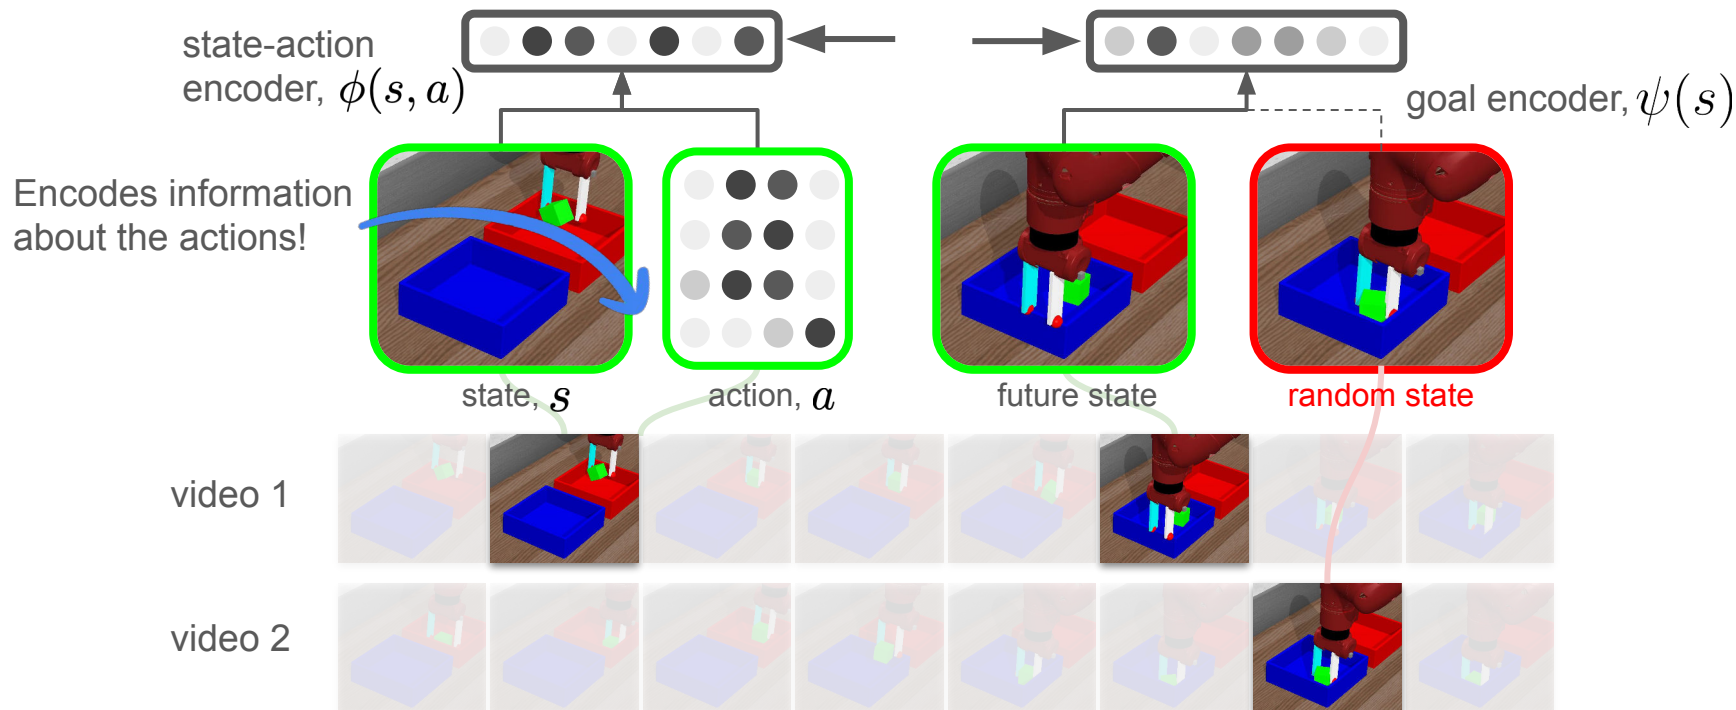 state-action
encoder, ϕ(s, a)
goal encoder, ψ(s)
Encodes information
about the actions!
state, s
action, a
future state
random state
video 1
video 2